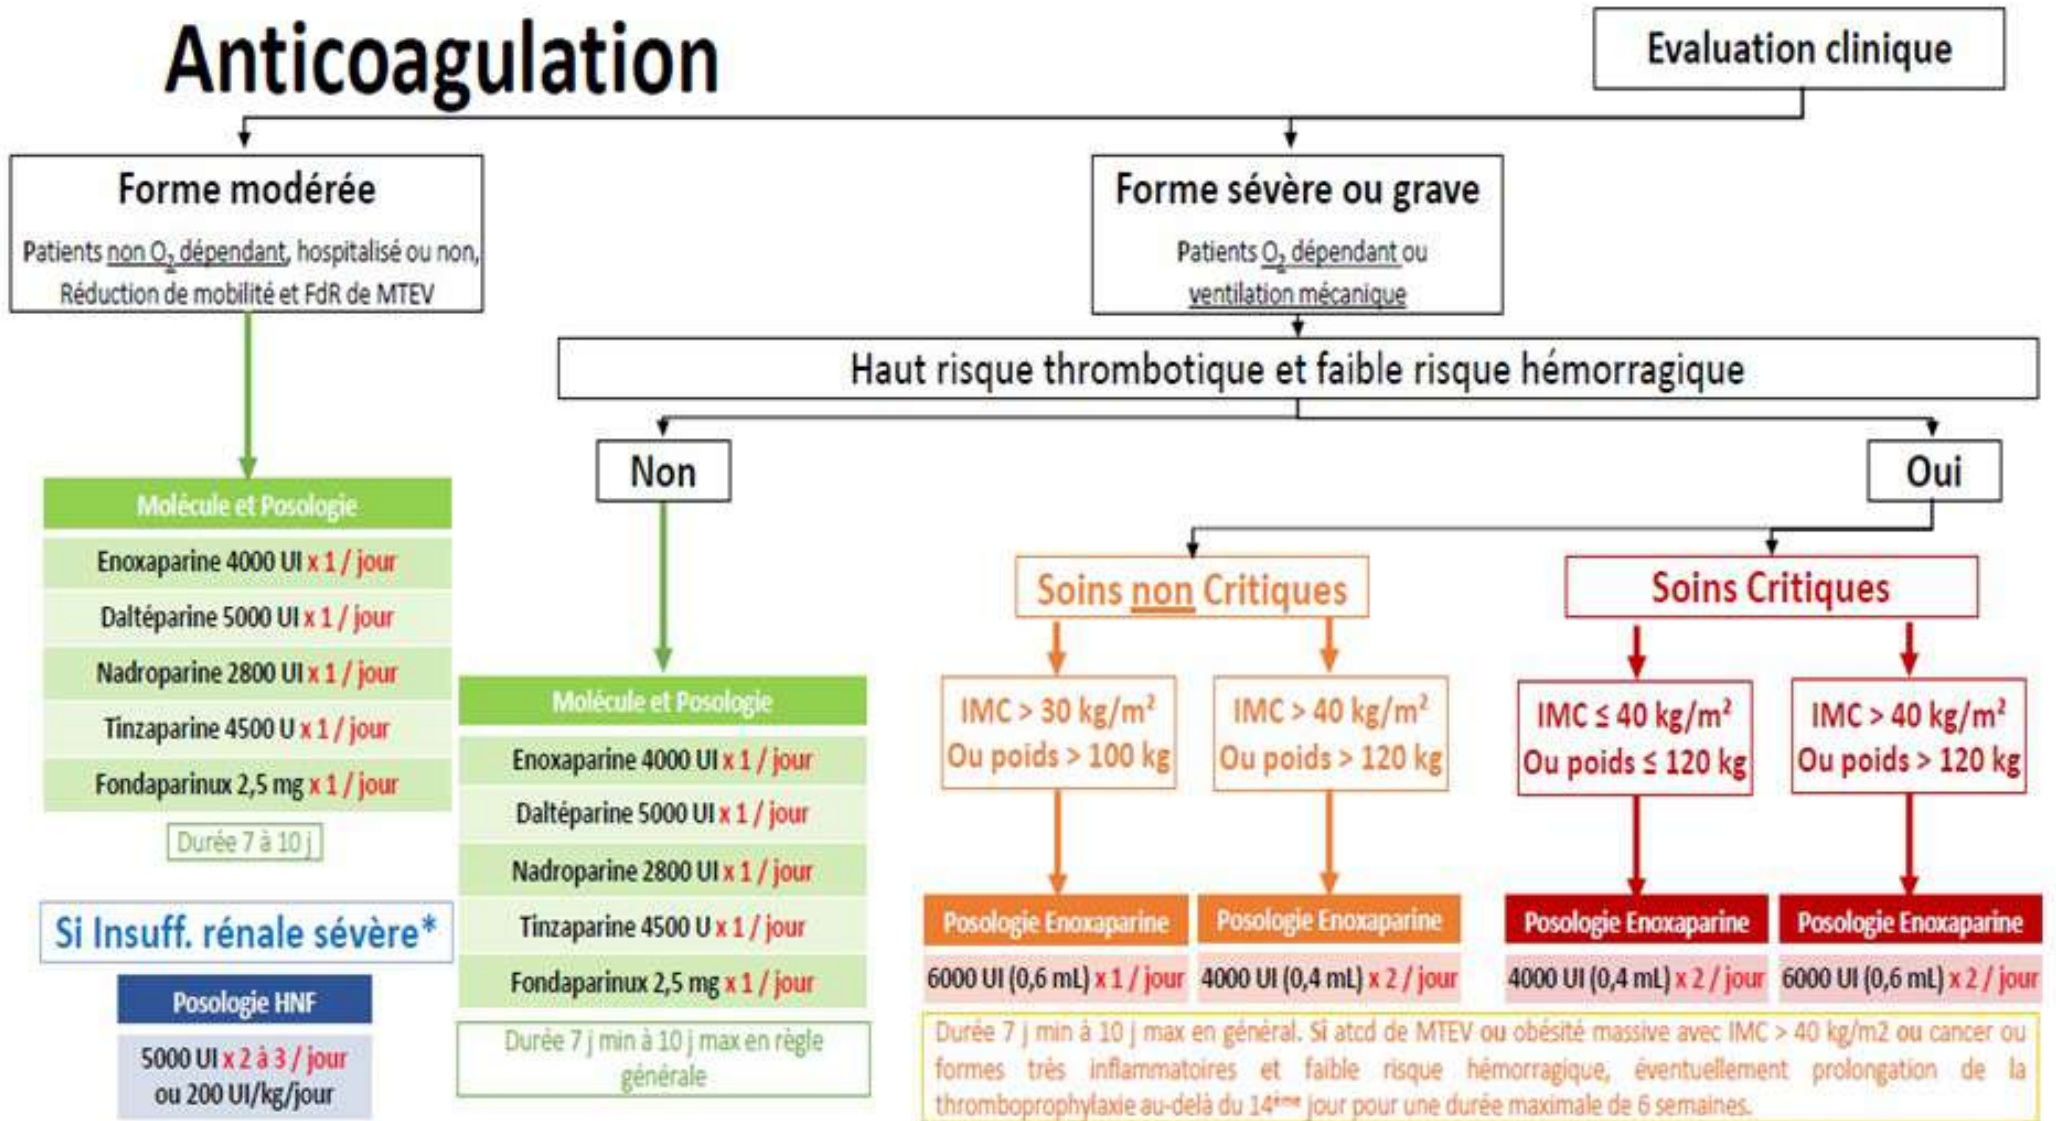 Anticoagulation
Evaluation clinique
Forme modérée
Patients non O₂ dépendant, hospitalisé ou non,
Réduction de mobilité et FdR de MTEV
Forme sévère ou grave
Patients O₂ dépendant ou
ventilation mécanique
Haut risque thrombotique et faible risque hémorragique
Non
Oui
Molécule et Posologie
Enoxaparine 4000 UI x 1 / jour
Daltéparine 5000 UI x 1 / jour
Nadroparine 2800 UI x 1 / jour
Tinzaparine 4500 U x 1 / jour
Fondaparinux 2,5 mg x 1 / jour
Durée 7 à 10 j
Si Insuff. rénale sévère*
Posologie HNF
5000 UI x 2 à 3 / jour
ou 200 UI/kg/jour
Molécule et Posologie
Enoxaparine 4000 UI x 1 / jour
Daltéparine 5000 UI x 1 / jour
Nadroparine 2800 UI x 1 / jour
Tinzaparine 4500 U x 1 / jour
Fondaparinux 2,5 mg x 1 / jour
Durée 7 j min à 10 j max en règle
générale
Soins non Critiques
IMC > 30 kg/m²
Ou poids > 100 kg
Posologie Enoxaparine
6000 UI (0,6 mL) x 1 / jour
IMC > 40 kg/m²
Ou poids > 120 kg
Posologie Enoxaparine
4000 UI (0,4 mL) x 2 / jour
Soins Critiques
IMC ≤ 40 kg/m²
Ou poids ≤ 120 kg
Posologie Enoxaparine
4000 UI (0,4 mL) x 2 / jour
IMC > 40 kg/m²
Ou poids > 120 kg
Posologie Enoxaparine
6000 UI (0,6 mL) x 2 / jour
Durée 7 j min à 10 j max en général. Si atcd de MTEV ou obésité massive avec IMC > 40 kg/m2 ou cancer ou
formes très inflammatoires et faible risque hémorragique, éventuellement prolongation de la
thromboprophylaxie au-delà du 14ème jour pour une durée maximale de 6 semaines.